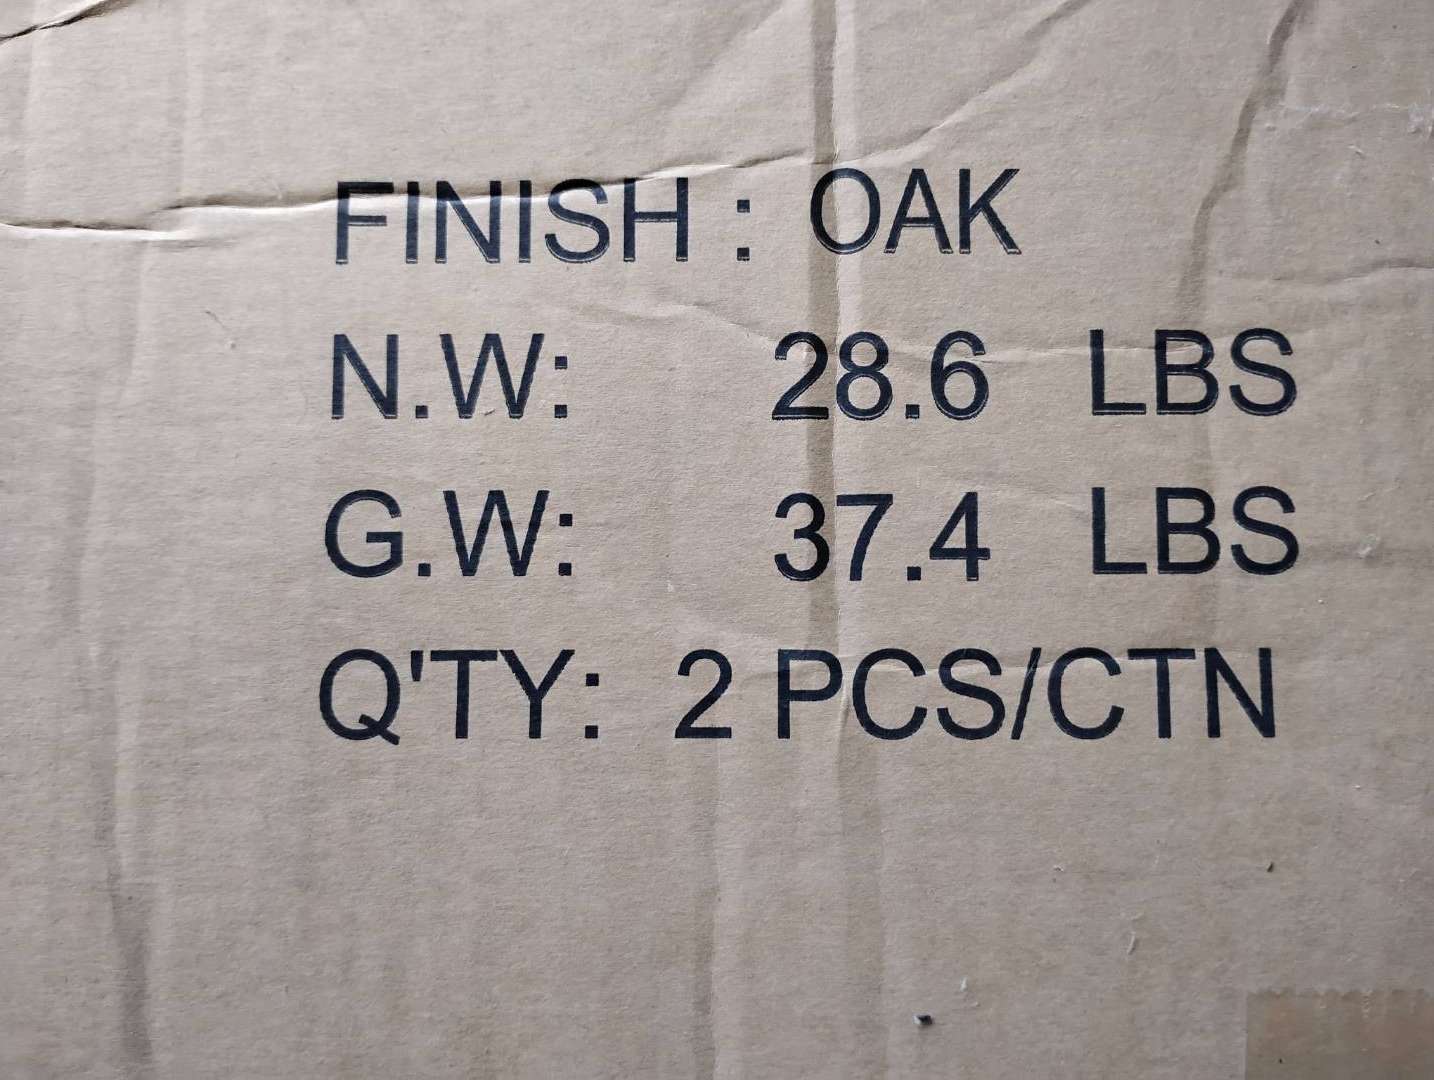 FINISH : OAK
N.W: 28.6 LBS
G.W: 37.4 LBS
Q'TY: 2 PCS/CTN